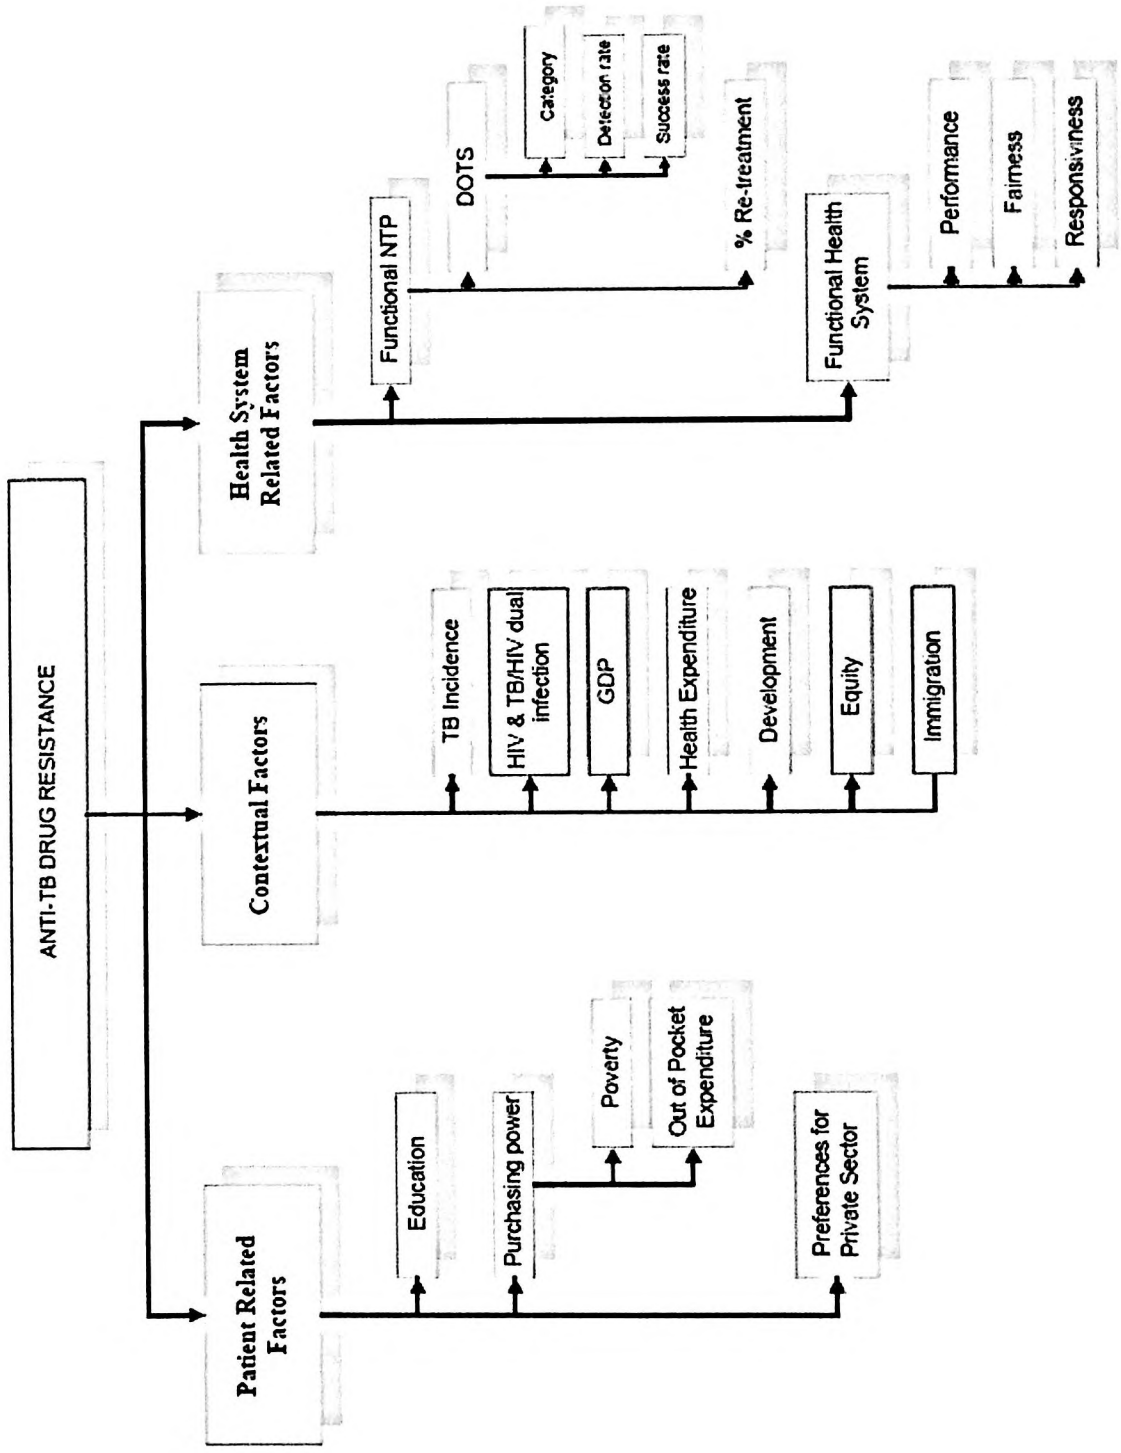 ANTI-TB DRUG RESISTANCE
Patient Related
Factors
Education
Purchasing power
Poverty
Out of Pocket
Expenditure
Preferences for
Private Sector
Contextual Factors
TB Incidence
HIV & TB/HIV dual
infection
GDP
Health Expenditure
Development
Equity
Immigration
Health System
Related Factors
Functional NTP
DOTS
Category
Detection rate
Success rate
% Re-treatment
Functional Health
System
Performance
Fairness
Responsiviness